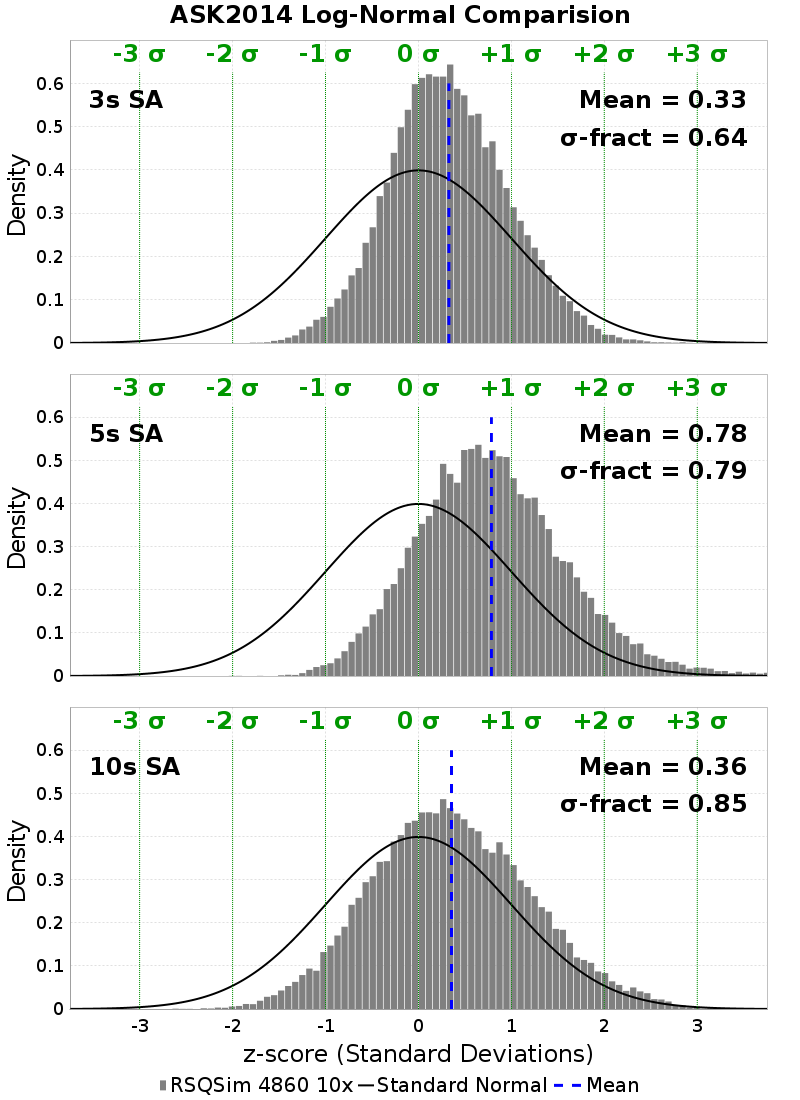 ASK2014 Log-Normal Comparision
-3 σ -2 σ -1 σ 0 σ +1 σ +2 σ +3 σ
0.6
3s SA
Mean = 0.33
0.5
σ-fract = 0.64
0.4
0.3
0.2
0.1
0
Density
-3 σ -2 σ -1 σ 0 σ +1 σ +2 σ +3 σ
0.6
5s SA
Mean = 0.78
0.5
σ-fract = 0.79
0.4
0.3
0.2
0.1
0
Density
-3 σ -2 σ -1 σ 0 σ +1 σ +2 σ +3 σ
0.6
10s SA
Mean = 0.36
0.5
σ-fract = 0.85
0.4
0.3
0.2
0.1
0
Density
-3 -2 -1 0 1 2 3
z-score (Standard Deviations)
RSQSim 4860 10x Standard Normal Mean